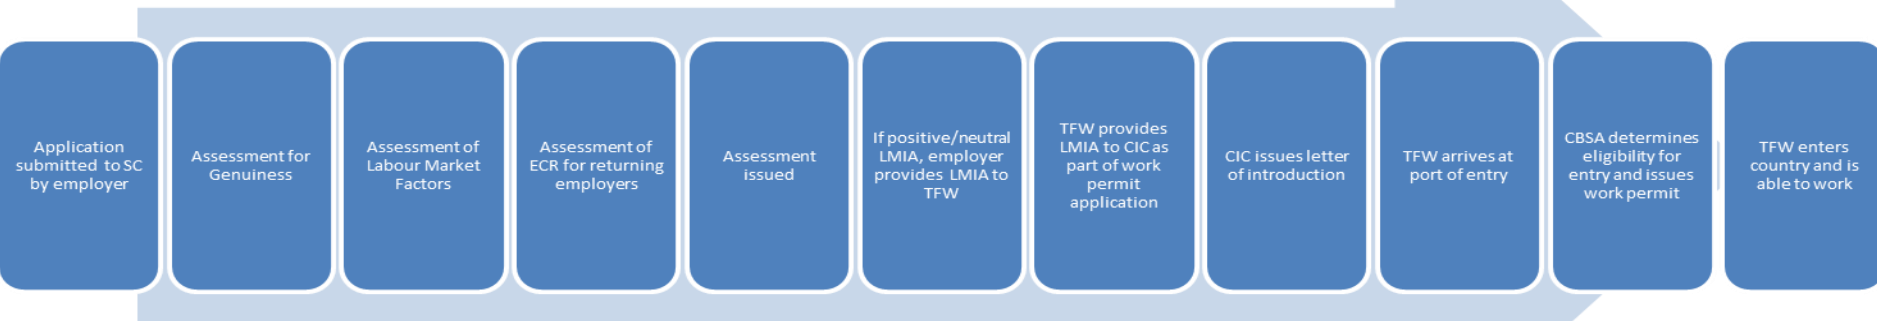 Application
submitted to SC
by employer
Assessment for
Genuiness
Assessment of
Labour Market
Factors
Assessment of
ECR for returning
employers
Assessment
issued
If positive/neutral
LMIA, employer
provides LMIA to
TFW
TFW provides
LMIA to CIC as
part of work
permit
application
CIC issues letter
of introduction
TFW arrives at
port of entry
CBSA determines
eligibility for
entry and issues
work permit
TFW enters
country and is
able to work